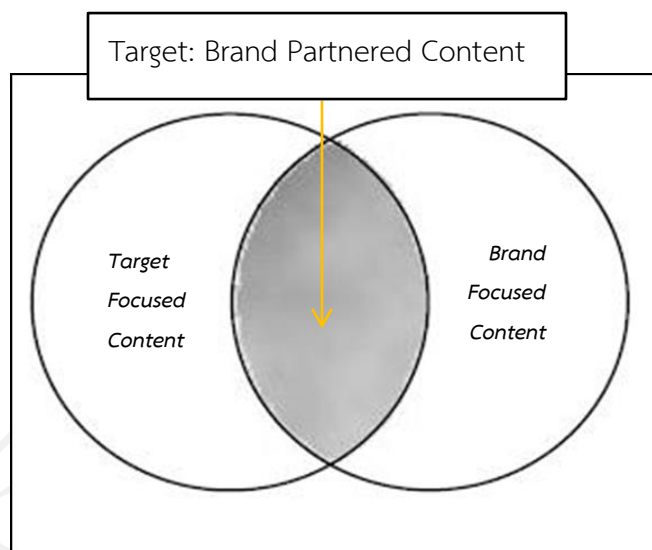 Target: Brand Partnered Content
Target
Focused
Content
Brand
Focused
Content